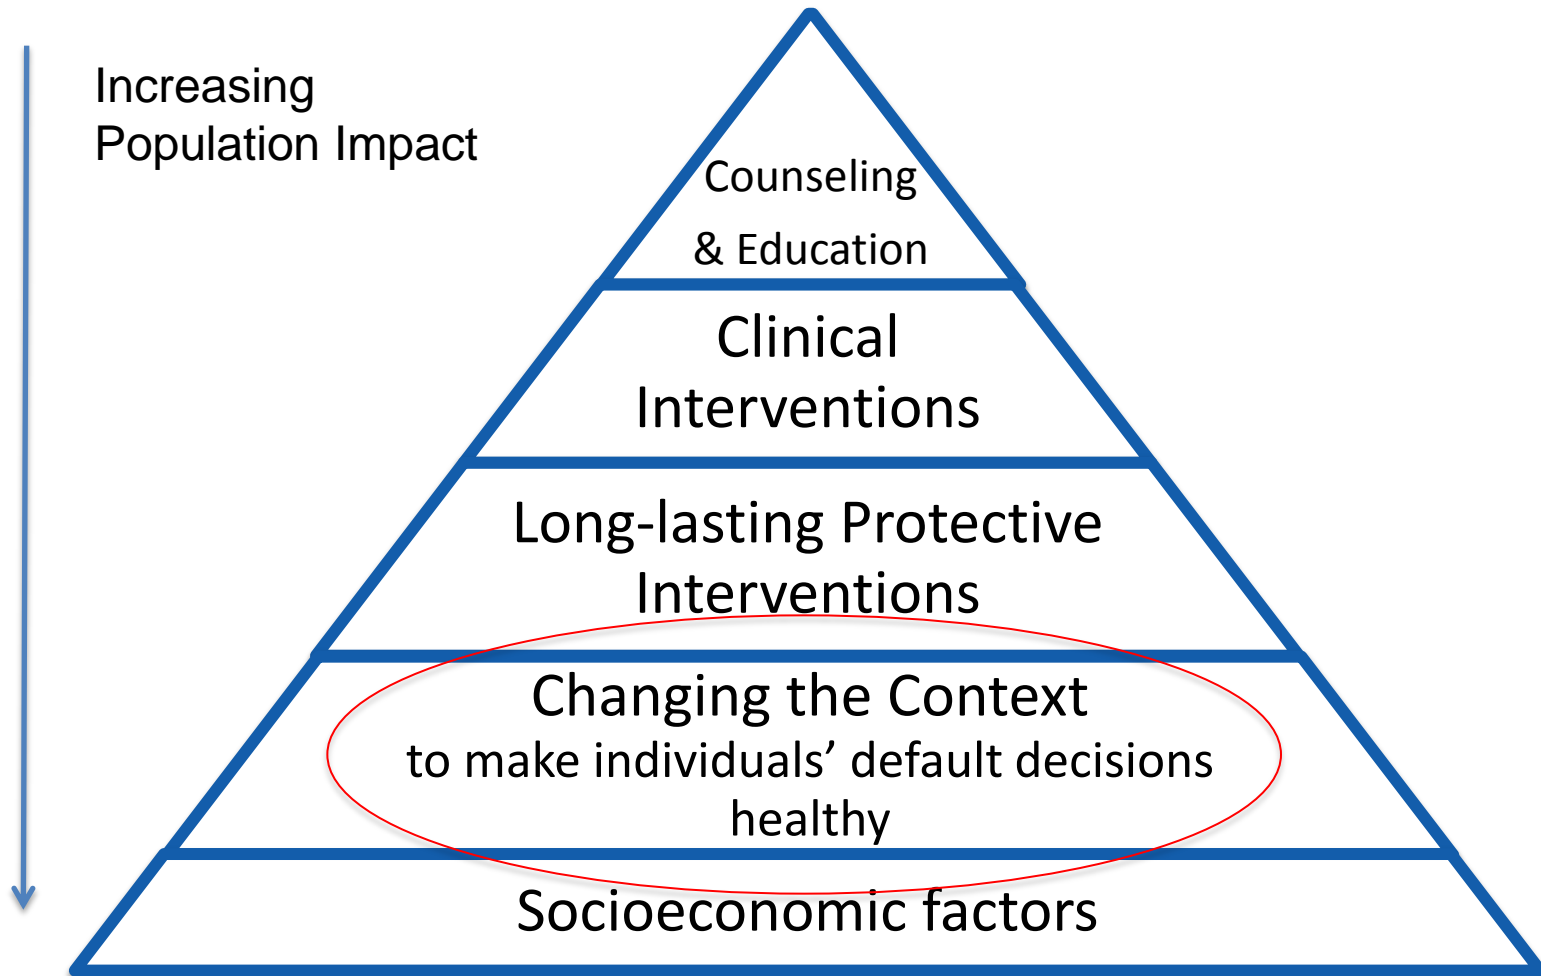 Increasing
Population Impact
Counseling
& Education
Clinical
Interventions
Long-lasting Protective
Interventions
Changing the Context
to make individuals’ default decisions
healthy
Socioeconomic factors